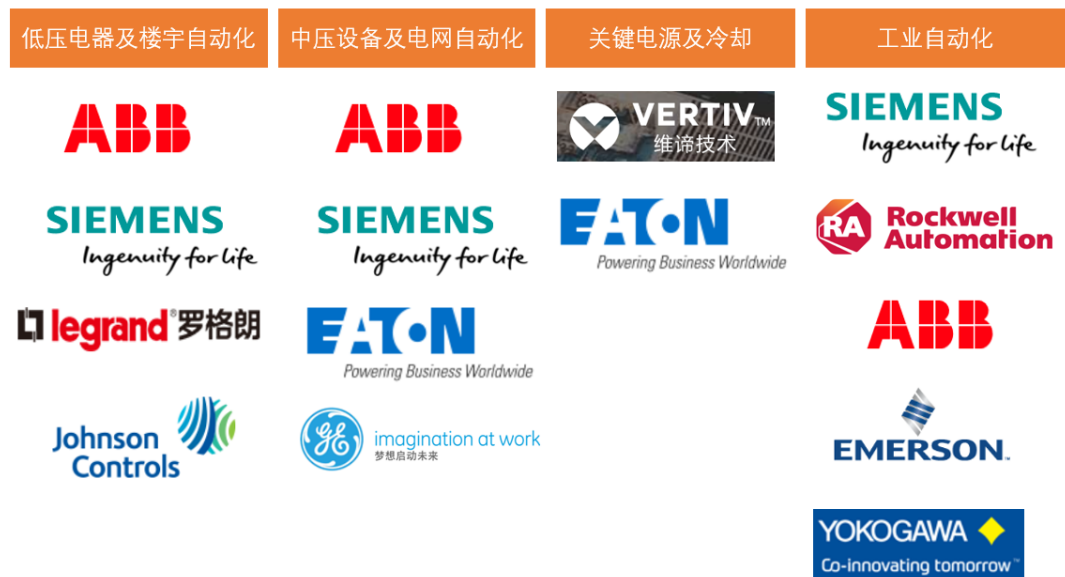 低压电器及楼宇自动化
中压设备及电网自动化
关键电源及冷却
工业自动化
ABB
SIEMENS
Ingenuity for life
legrand®罗格朗
Johnson
Controls
ABB
SIEMENS
Ingenuity for life
EATON
Powering Business Worldwide
GE
imagination at work
梦想启动未来
VERTIV™
维谛技术
EATON
Powering Business Worldwide
SIEMENS
Ingenuity for life
RA
Rockwell
Automation
ABB
EMERSON™
YOKOGAWA
Co-innovating tomorrow™